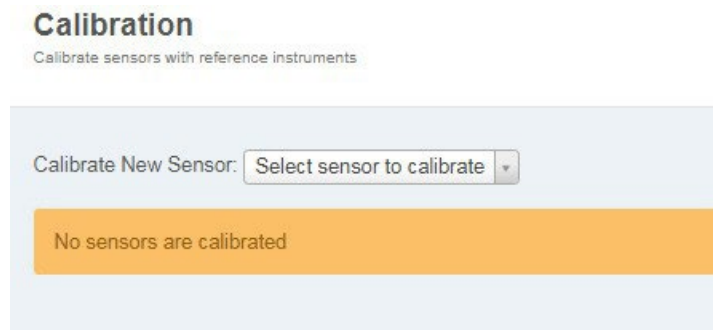 Calibration
Calibrate sensors with reference instruments
Calibrate New Sensor: Select sensor to calibrate
No sensors are calibrated